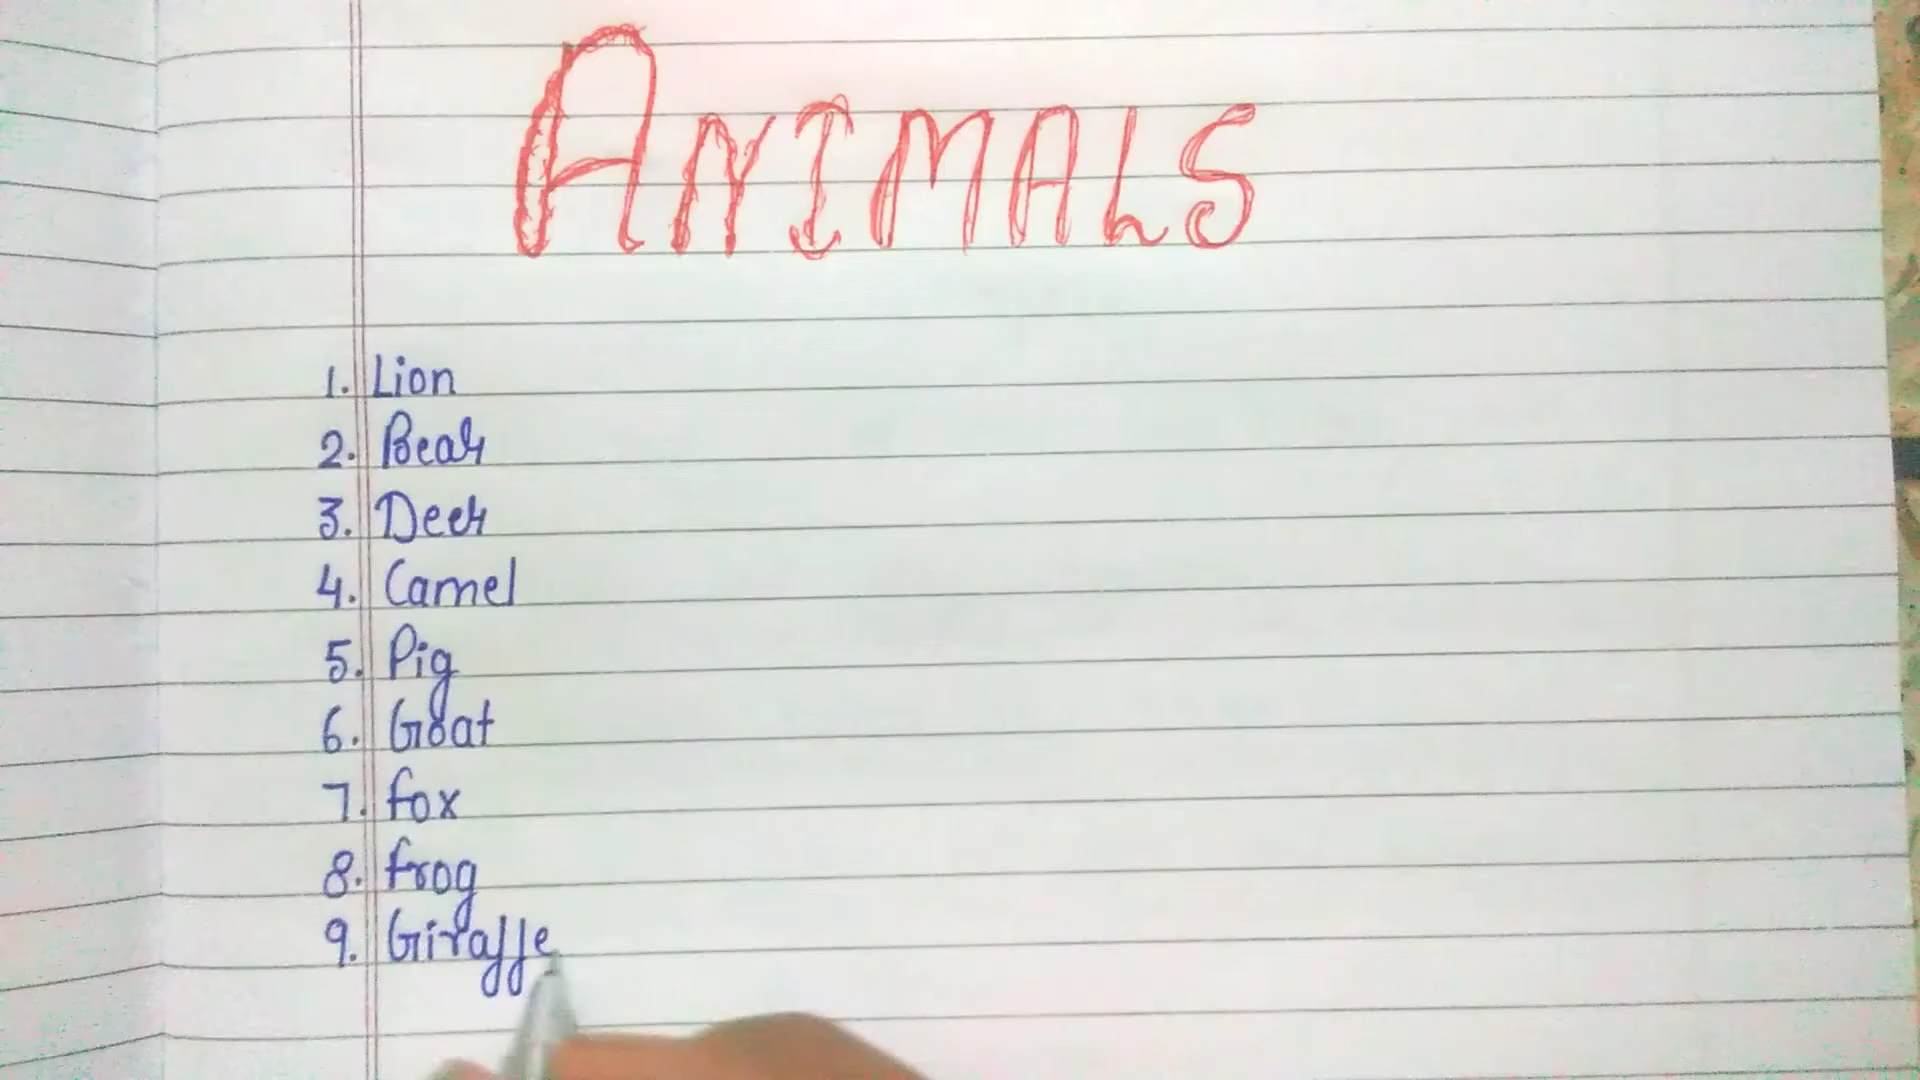 ANIMALS
1. Lion
2. Bear
3. Deer
4. Camel
5. Pig
6. Goat
7. fox
8. frog
9. Giraffe